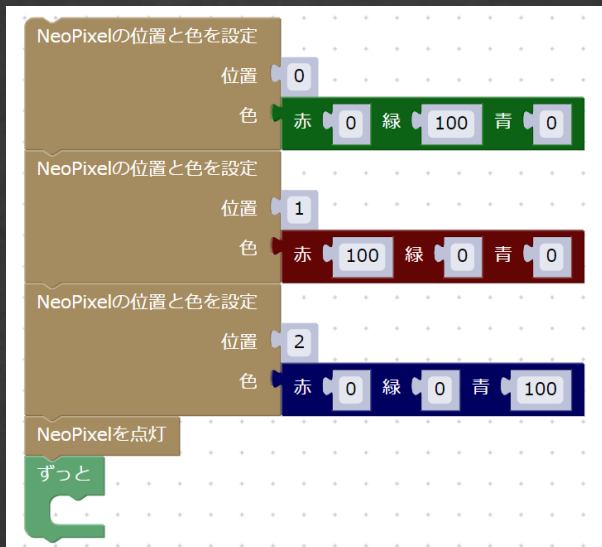 NeoPixelの位置と色を設定
位置 0
色 赤 0 緑 100 青 0
NeoPixelの位置と色を設定
位置 1
色 赤 100 緑 0 青 0
NeoPixelの位置と色を設定
位置 2
色 赤 0 緑 0 青 100
NeoPixelを点灯
ずっと